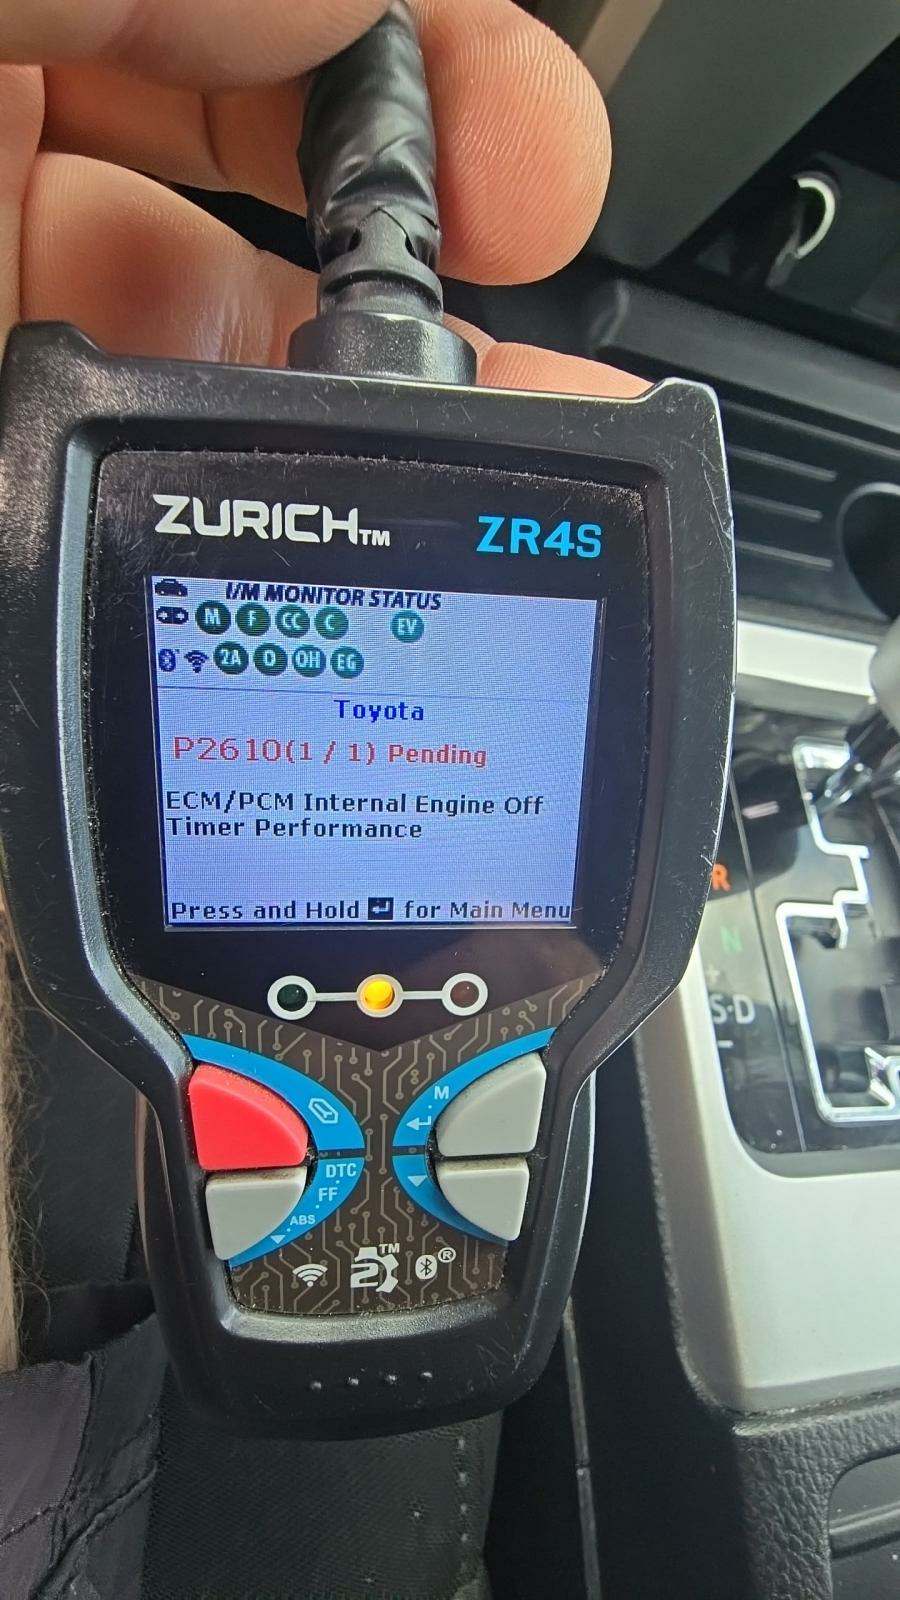 ZURICH™ ZR4S
I/M MONITOR STATUS
M F CC C EV
2A O OH EG
Toyota
P2610(1 / 1) Pending
ECM/PCM Internal Engine Off
Timer Performance
Press and Hold ↵ for Main Menu
M
DTC
FF
ABS
2™
®
R
N
+
S-D
−